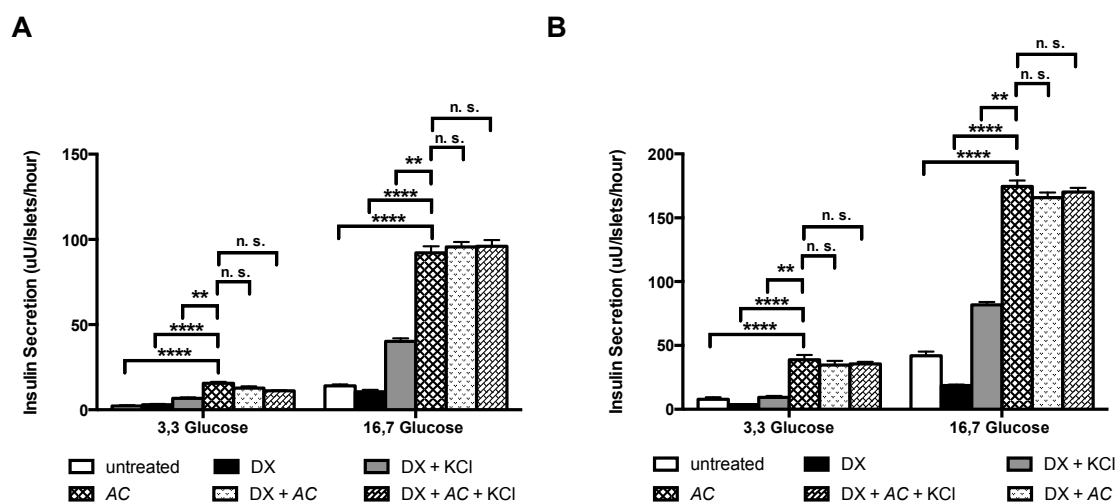 A
Insulin Secretion (uU/Islets/hour)
150
100
50
0
n. s.
n. s.
**
****
****
n. s.
n. s.
**
****
****
3,3 Glucose
16,7 Glucose
untreated
DX
DX + KCl
AC
DX + AC
DX + AC + KCl
B
Insulin Secretion (uU/Islets/hour)
200
150
100
50
0
n. s.
n. s.
**
****
****
n. s.
n. s.
**
****
****
3,3 Glucose
16,7 Glucose
untreated
DX
DX + KCl
AC
DX + AC + KCl
DX + AC